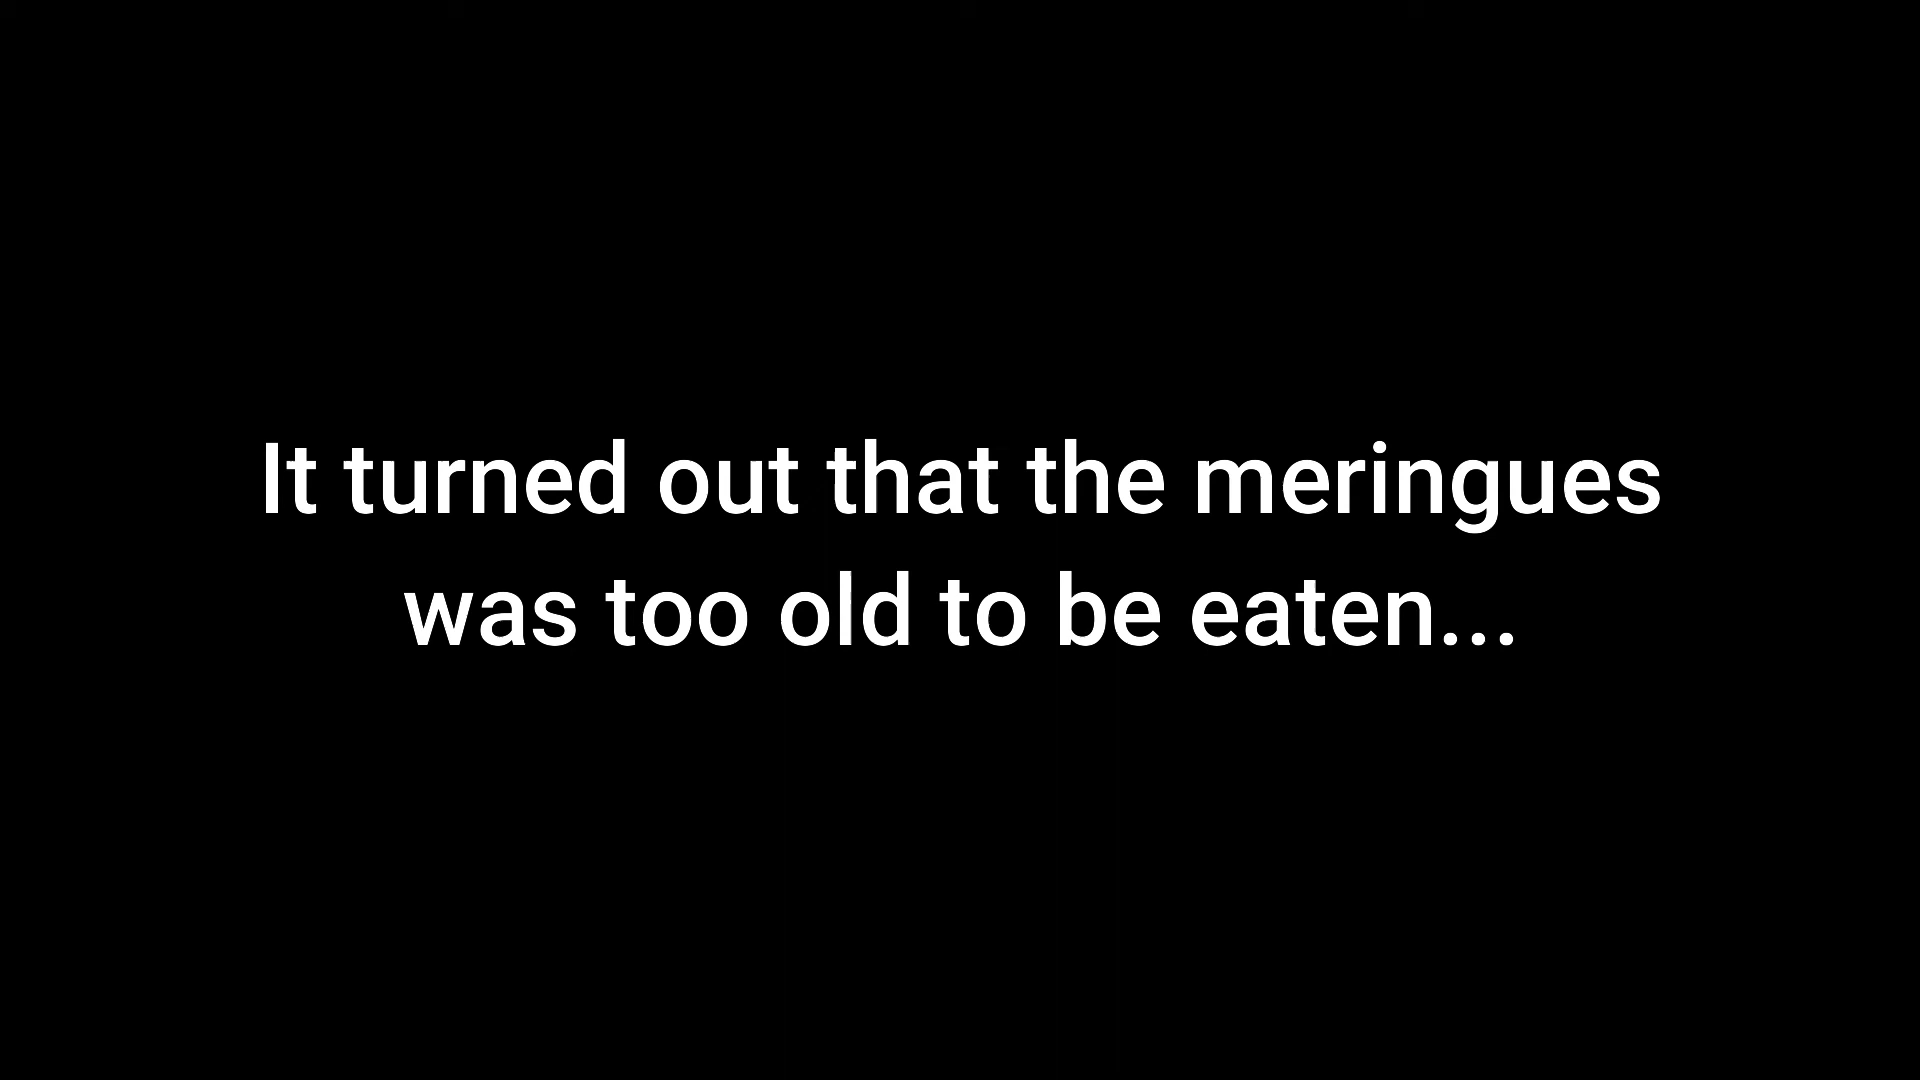 It turned out that the meringues
was too old to be eaten...